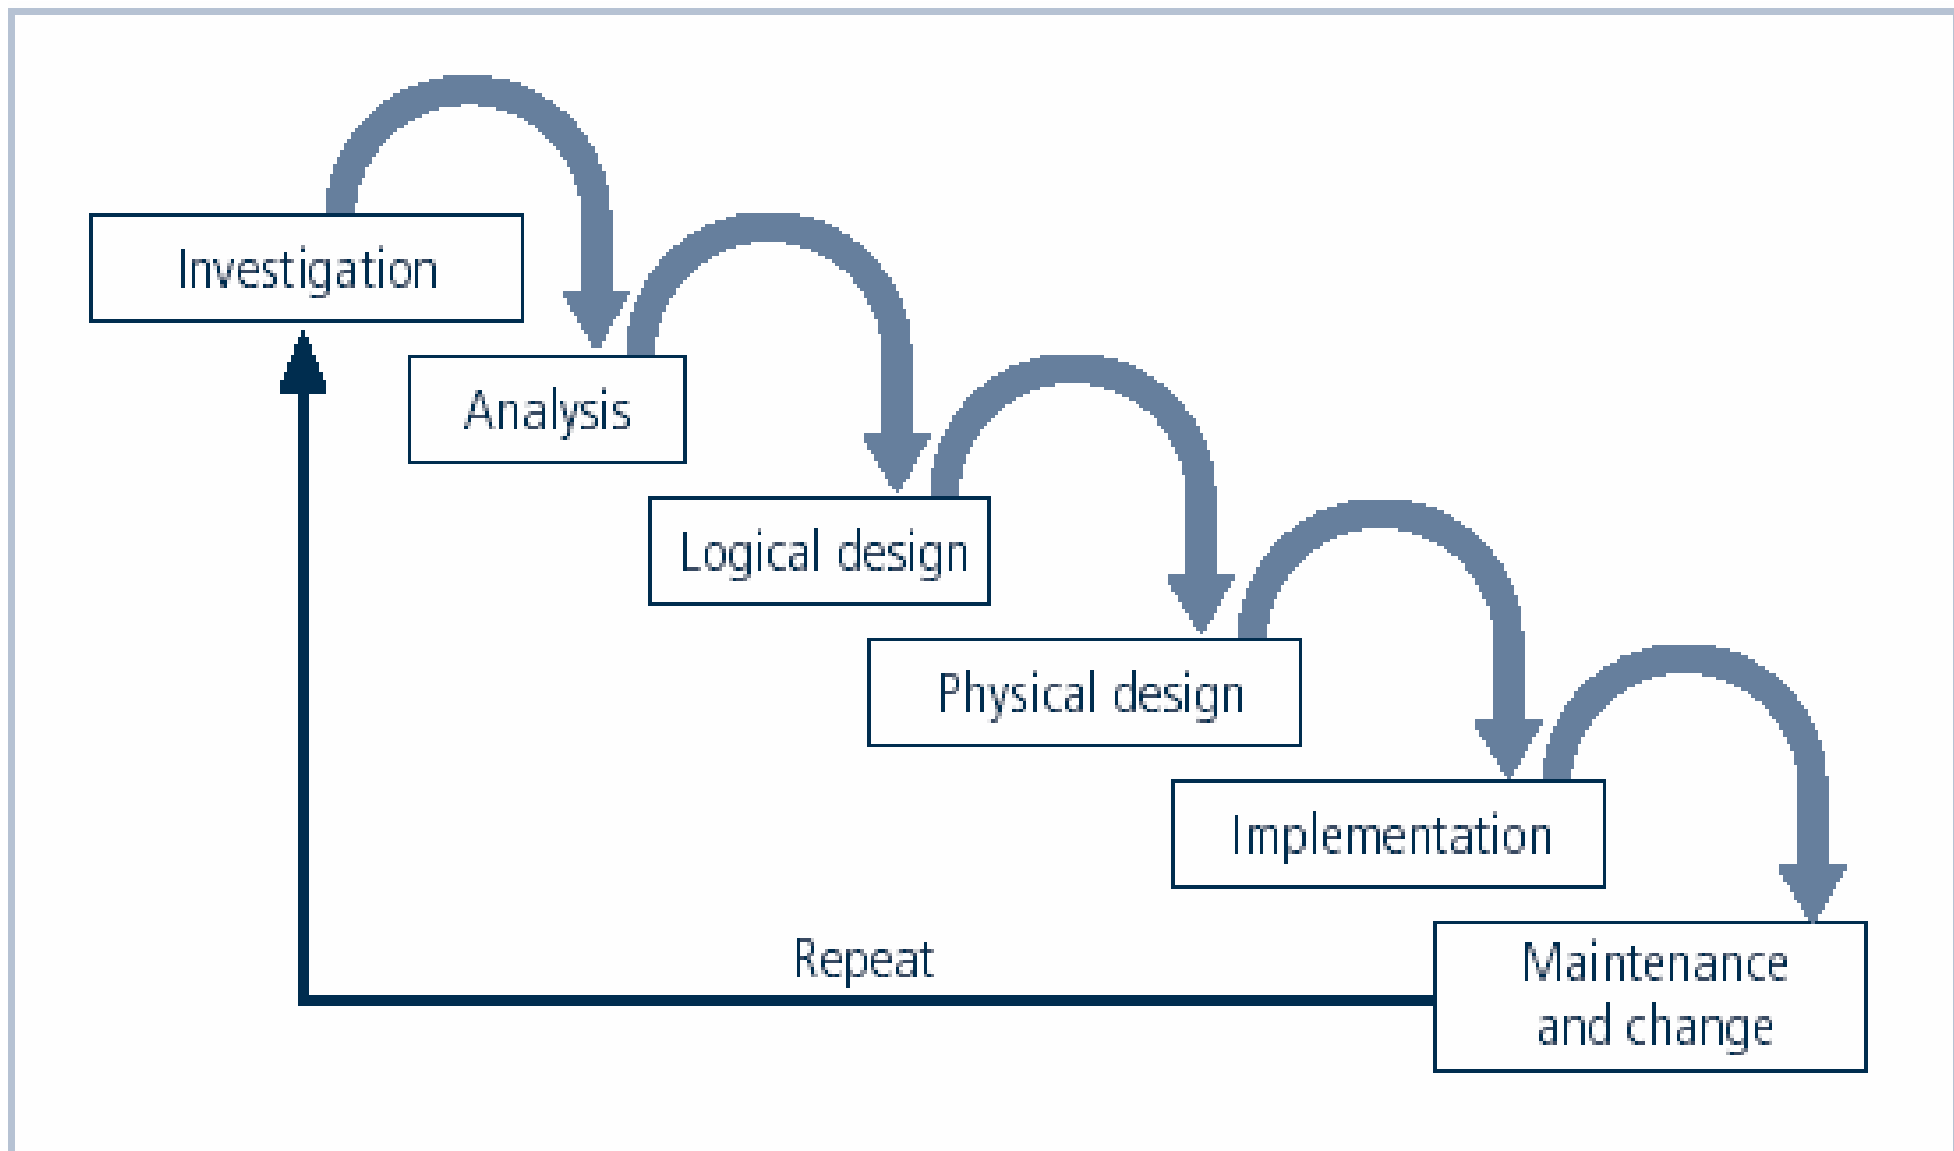 Investigation
Analysis
Logical design
Physical design
Implementation
Repeat
Maintenance
and change